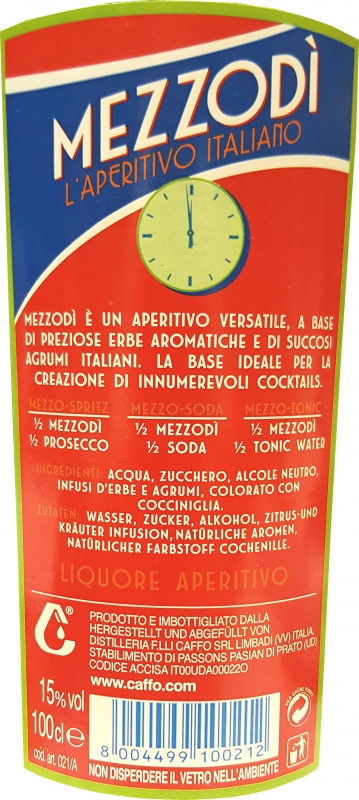 MEZZODÌ
L'APERITIVO ITALIANO
MEZZODÌ È UN APERITIVO VERSATILE, A BASE
DI PREZIOSE ERBE AROMATICHE E DI SUCCOSI
AGRUMI ITALIANI. LA BASE IDEALE PER LA
CREAZIONE DI INNUMEREVOLI COCKTAILS.
MEZZO-SPRITZ MEZZO-SODA MEZZO-TONIC
½ MEZZODÌ ½ MEZZODÌ ½ MEZZODÌ
½ PROSECCO ½ SODA ½ TONIC WATER
INGREDIENTI: ACQUA, ZUCCHERO, ALCOLE NEUTRO,
INFUSI D'ERBE E AGRUMI, COLORATO CON
COCCINIGLIA.
ZUTATEN: WASSER, ZUCKER, ALKOHOL, ZITRUS-UND
KRÄUTER INFUSION, NATÜRLICHE AROMEN,
NATÜRLICHER FARBSTOFF COCHENILLE.
LIQUORE APERITIVO
®
PRODOTTO E IMBOTTIGLIATO DALLA
HERGESTELLT UND ABGEFÜLLT VON
DISTILLERIA F.LLI CAFFO SRL LIMBADI (VV) ITALIA,
STABILIMENTO DI PASSONS PASIAN DI PRATO (UD)
CODICE ACCISA IT00UDA00022O
www.caffo.com
15% vol
100cl e
cod. art. 021/A
8 004499 100212
NON DISPERDERE IL VETRO NELL'AMBIENTE